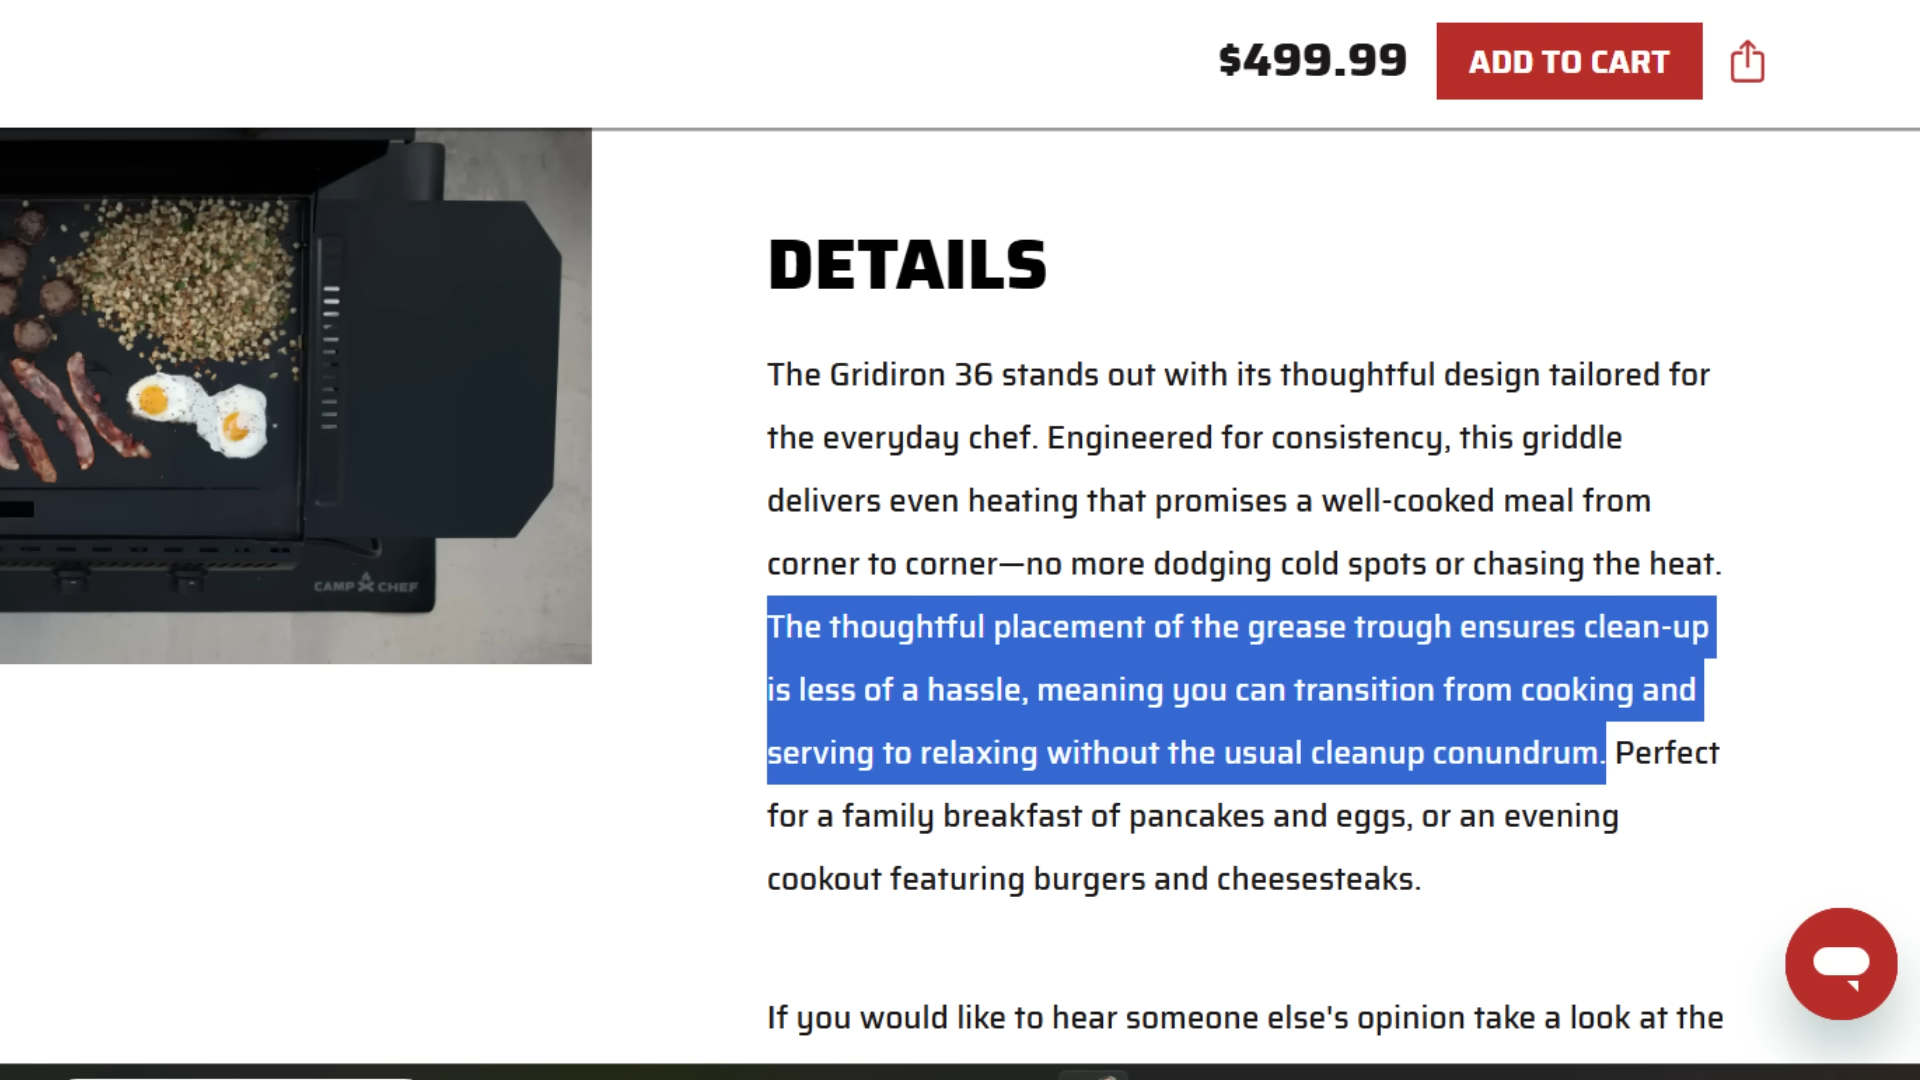 $499.99
ADD TO CART
CAMP CHEF
DETAILS
The Gridiron 36 stands out with its thoughtful design tailored for
the everyday chef. Engineered for consistency, this griddle
delivers even heating that promises a well-cooked meal from
corner to corner—no more dodging cold spots or chasing the heat.
The thoughtful placement of the grease trough ensures clean-up
is less of a hassle, meaning you can transition from cooking and
serving to relaxing without the usual cleanup conundrum. Perfect
for a family breakfast of pancakes and eggs, or an evening
cookout featuring burgers and cheesesteaks.
If you would like to hear someone else's opinion take a look at the